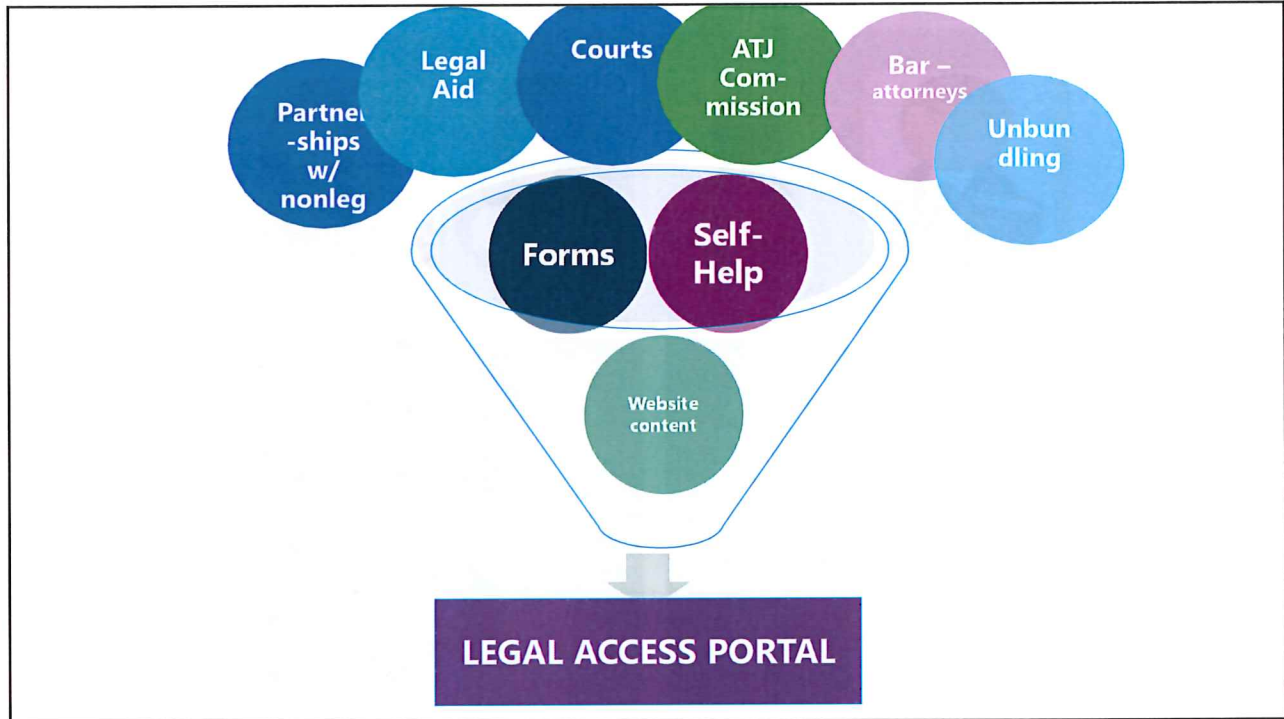 Partner
-ships
w/
nonleg
Legal
Aid
Courts
ATJ
Com-
mission
Bar –
attorneys
Unbun
dling
Forms
Self-
Help
Website
content
LEGAL ACCESS PORTAL